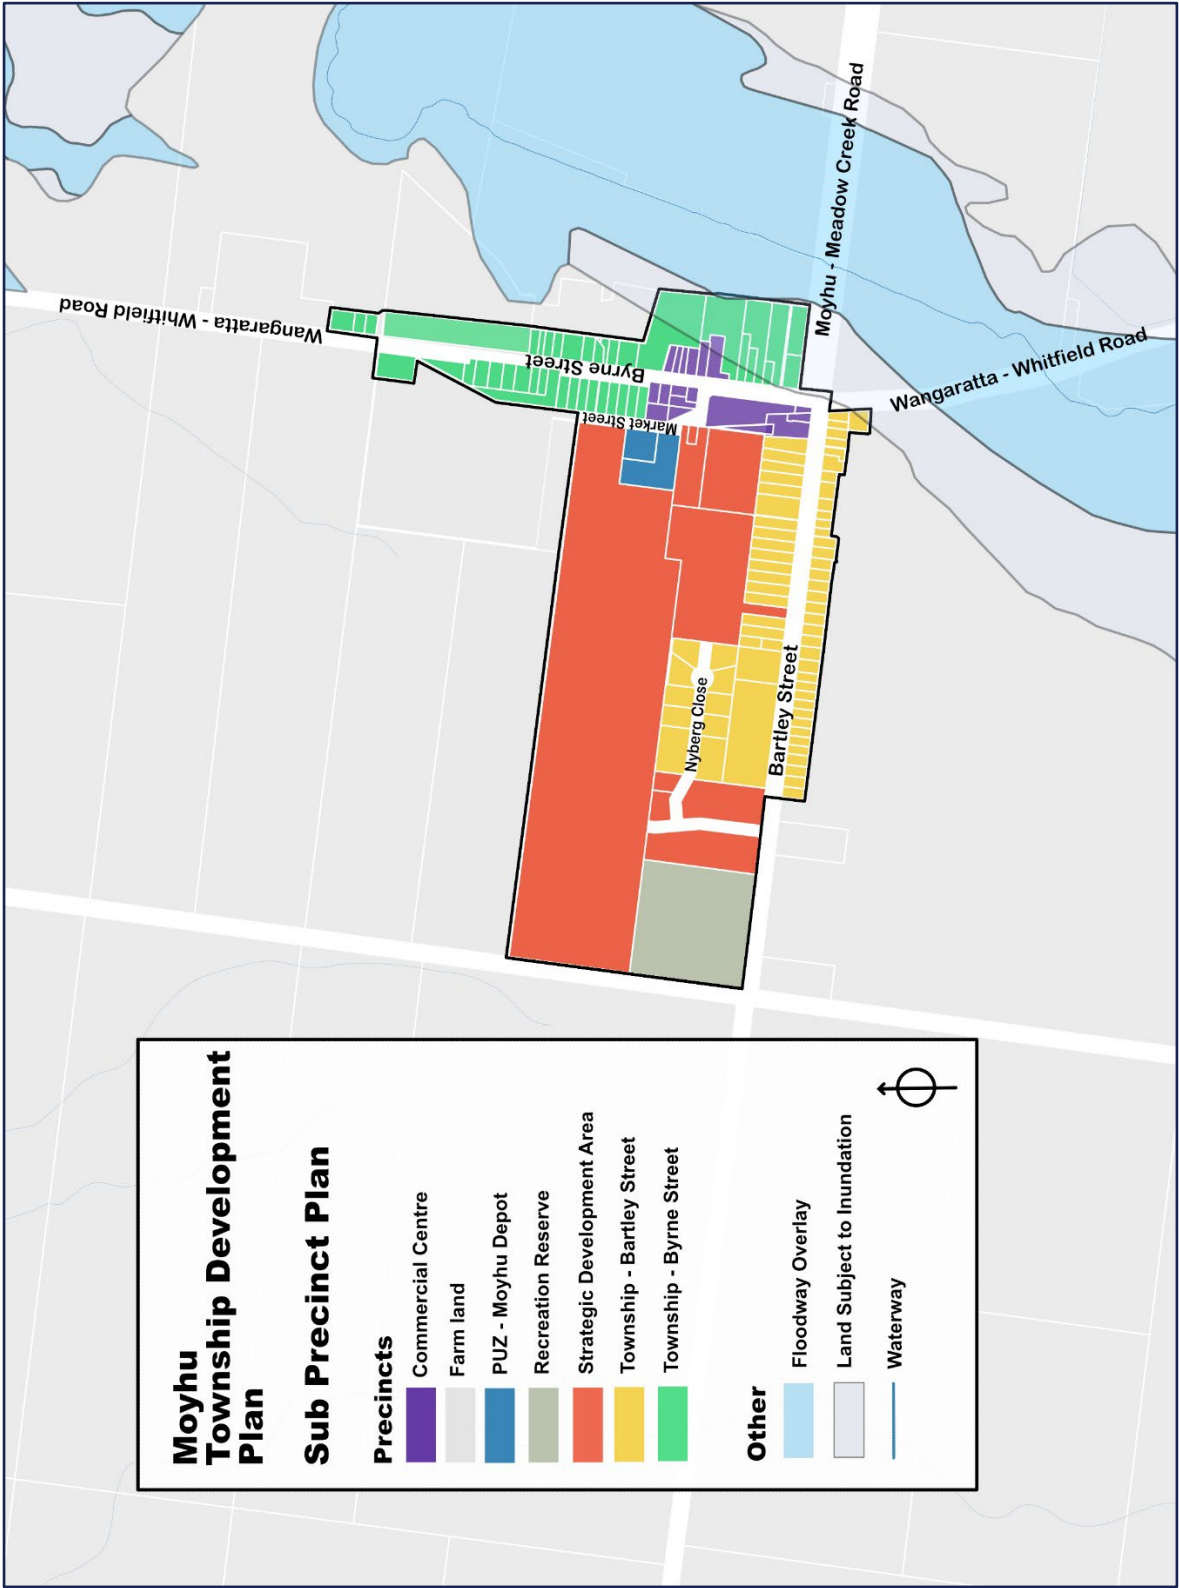 Moyhu
Township Development
Plan
Sub Precinct Plan
Precincts
Commercial Centre
Farm land
PUZ - Moyhu Depot
Recreation Reserve
Strategic Development Area
Township - Bartley Street
Township - Byrne Street
Other
Floodway Overlay
Land Subject to Inundation
Waterway
Wangaratta - Whitfield Road
Byrne Street
Market Street
Nyberg Close
Bartley Street
Moyhu - Meadow Creek Road
Wangaratta - Whitfield Road